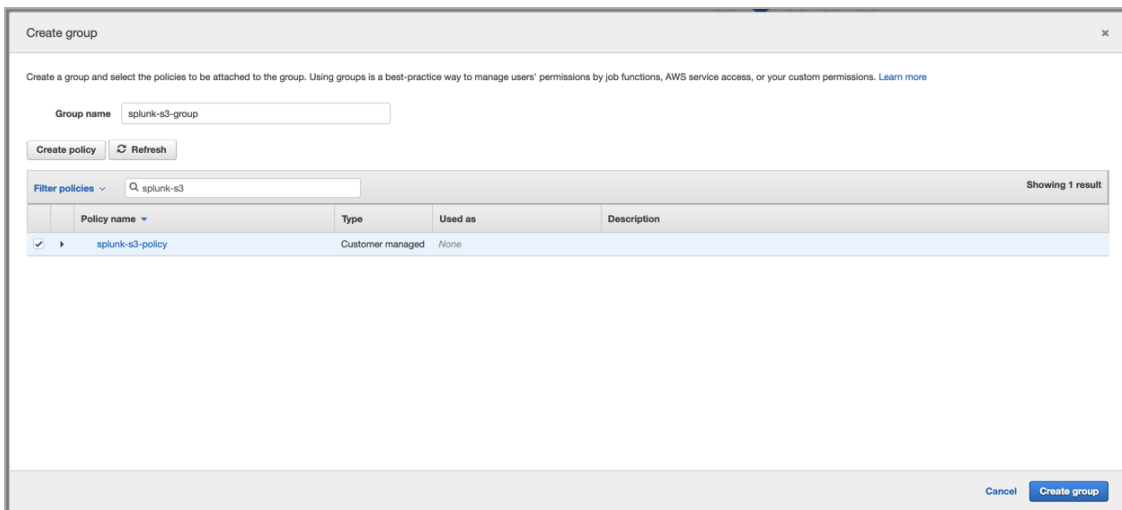 Create group
Create a group and select the policies to be attached to the group. Using groups is a best-practice way to manage users' permissions by job functions, AWS service access, or your custom permissions. Learn more
Group name splunk-s3-group
Create policy Refresh
Filter policies splunk-s3 Showing 1 result
Policy name Type Used as Description
splunk-s3-policy Customer managed None
Cancel Create group